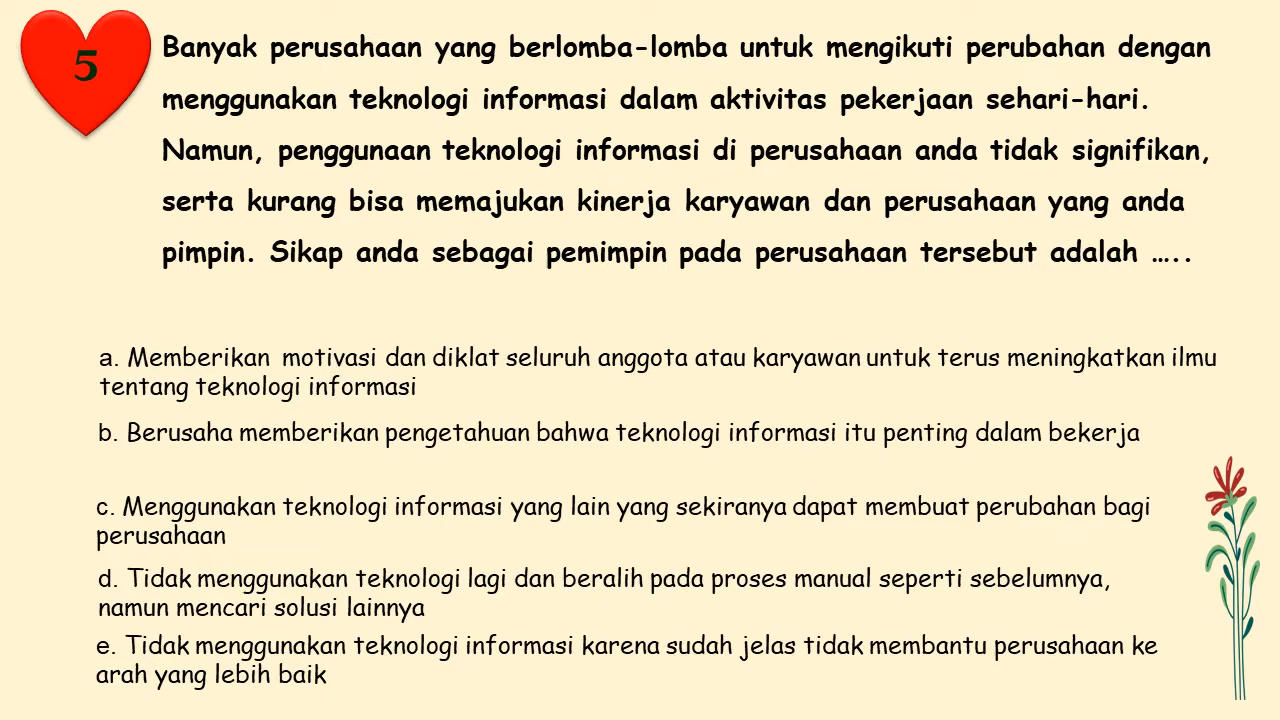 5
Banyak perusahaan yang berlomba-lomba untuk mengikuti perubahan dengan
menggunakan teknologi informasi dalam aktivitas pekerjaan sehari-hari.
Namun, penggunaan teknologi informasi di perusahaan anda tidak signifikan,
serta kurang bisa memajukan kinerja karyawan dan perusahaan yang anda
pimpin. Sikap anda sebagai pemimpin pada perusahaan tersebut adalah …..
a. Memberikan  motivasi dan diklat seluruh anggota atau karyawan untuk terus meningkatkan ilmu
tentang teknologi informasi
b. Berusaha memberikan pengetahuan bahwa teknologi informasi itu penting dalam bekerja
c. Menggunakan teknologi informasi yang lain yang sekiranya dapat membuat perubahan bagi
perusahaan
d. Tidak menggunakan teknologi lagi dan beralih pada proses manual seperti sebelumnya,
namun mencari solusi lainnya
e. Tidak menggunakan teknologi informasi karena sudah jelas tidak membantu perusahaan ke
arah yang lebih baik